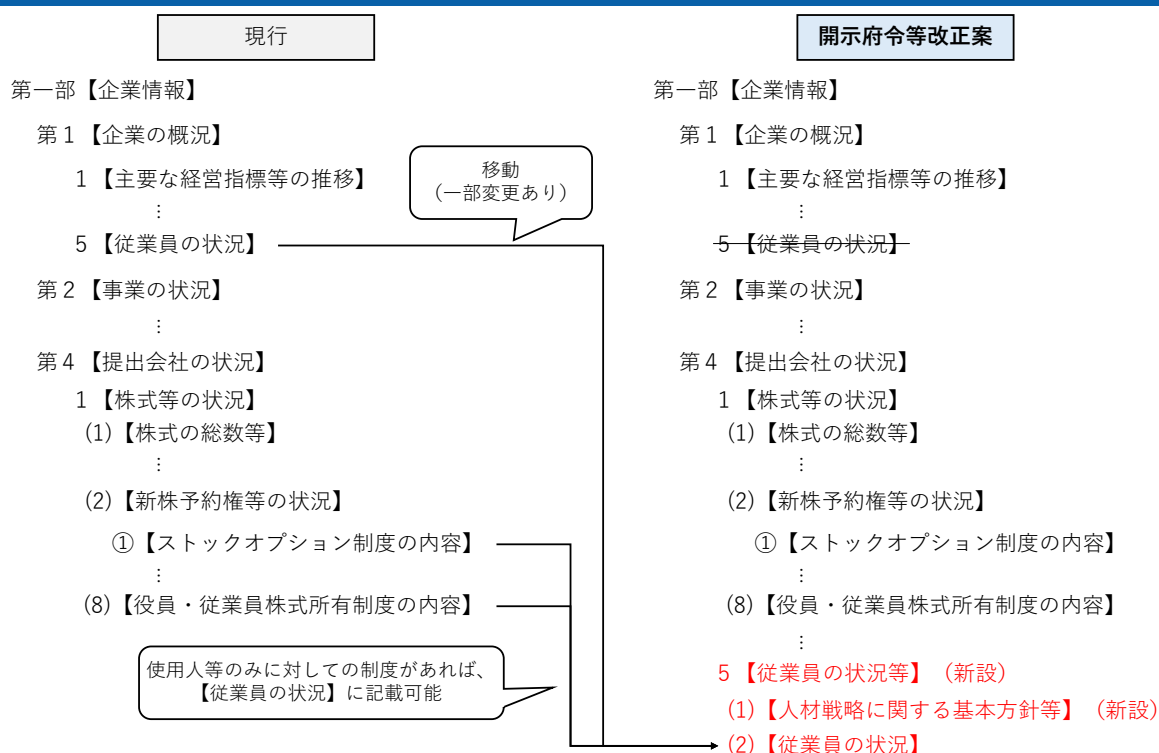 現行
第一部【企業情報】
第1【企業の概況】
1【主要な経営指標等の推移】
⋮
5【従業員の状況】
第2【事業の状況】
⋮
第4【提出会社の状況】
1【株式等の状況】
(1)【株式の総数等】
⋮
(2)【新株予約権等の状況】
①【ストックオプション制度の内容】
⋮
(8)【役員・従業員株式所有制度の内容】
移動
（一部変更あり）
使用人等のみに対しての制度があれば、
【従業員の状況】に記載可能
開示府令等改正案
第一部【企業情報】
第1【企業の概況】
1【主要な経営指標等の推移】
⋮
5【従業員の状況】
第2【事業の状況】
⋮
第4【提出会社の状況】
1【株式等の状況】
(1)【株式の総数等】
⋮
(2)【新株予約権等の状況】
①【ストックオプション制度の内容】
⋮
(8)【役員・従業員株式所有制度の内容】
⋮
5【従業員の状況等】（新設）
(1)【人材戦略に関する基本方針等】（新設）
(2)【従業員の状況】